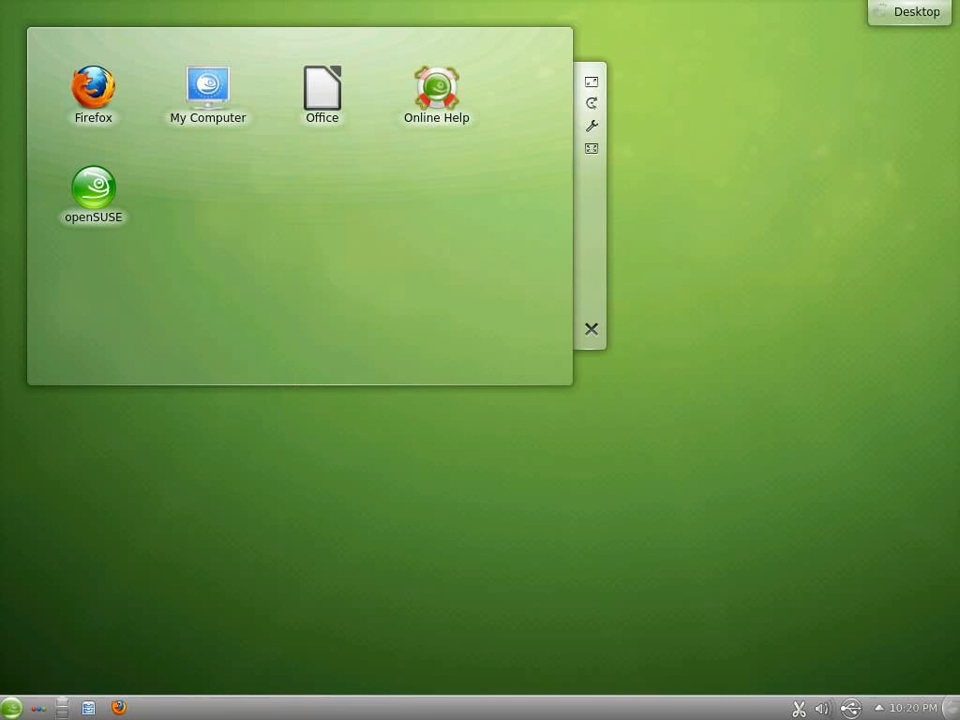 Desktop
Firefox
My Computer
Office
Online Help
openSUSE
10:20 PM